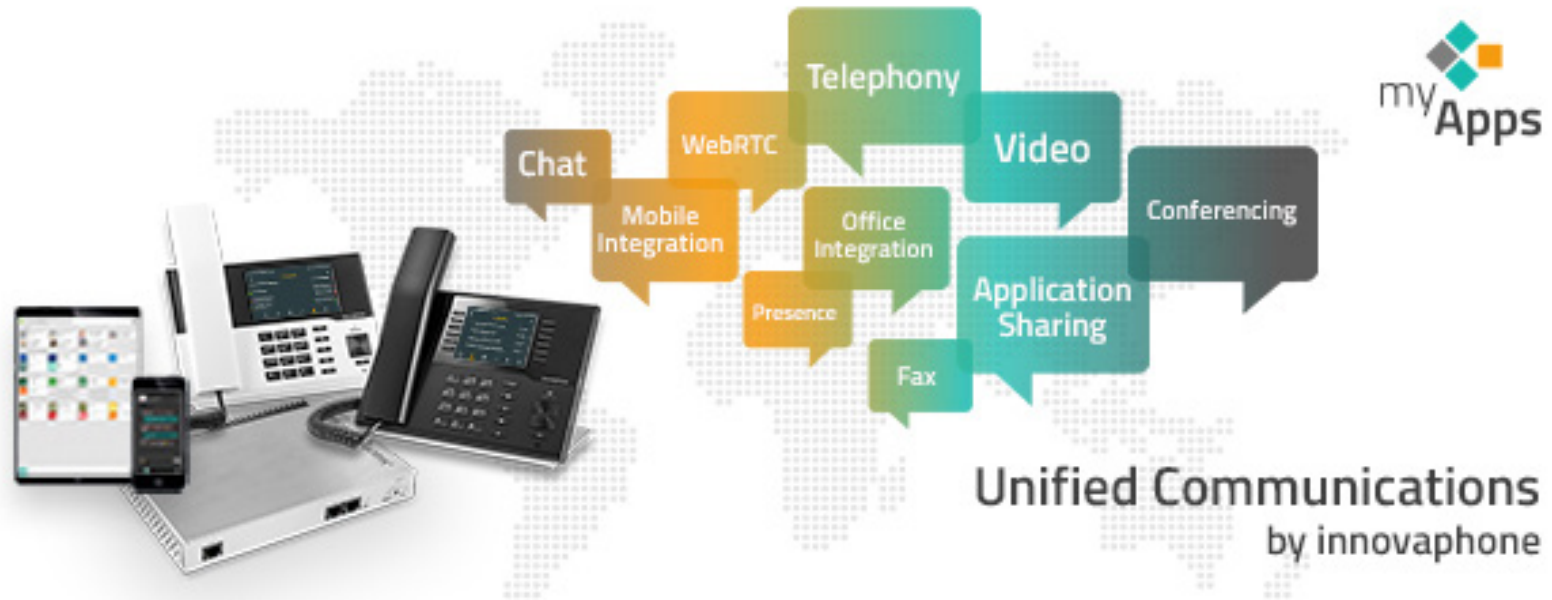 Telephony
my
Apps
WebRTC
Video
Chat
Conferencing
Mobile
Integration
Office
Integration
Application
Sharing
Presence
Fax
Unified Communications
by innovaphone